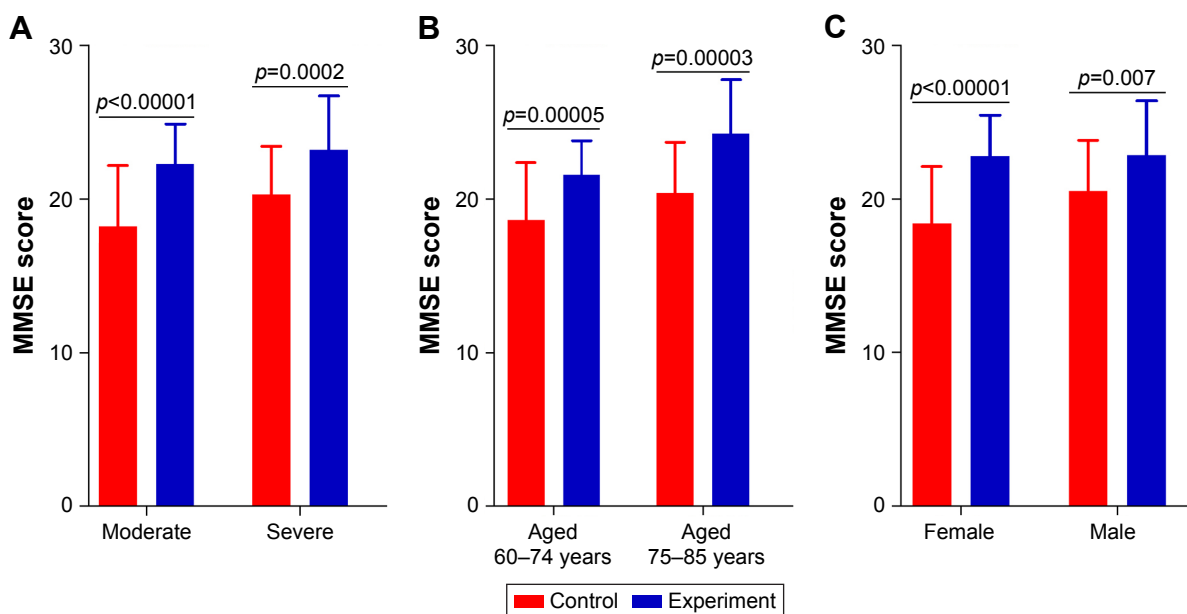 A
MMSE score
30
20
10
0
p<0.00001
p=0.0002
Moderate
Severe
B
MMSE score
30
20
10
0
p=0.00005
p=0.00003
Aged
60–74 years
Aged
75–85 years
C
MMSE score
30
20
10
0
p<0.00001
p=0.007
Female
Male
Control
Experiment